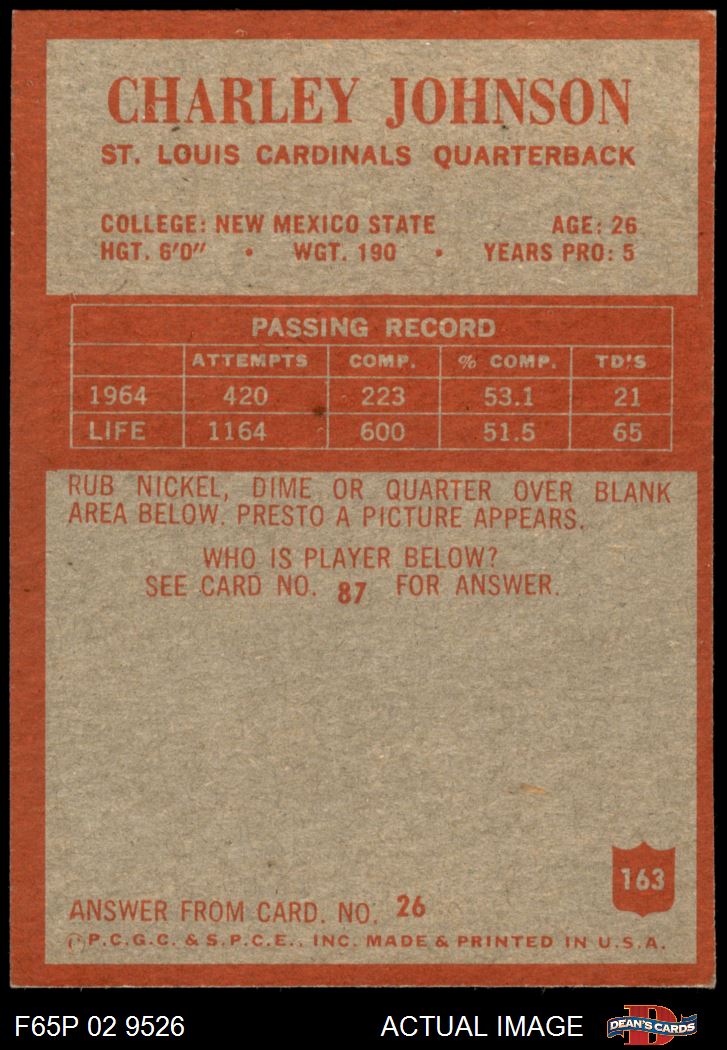 CHARLEY JOHNSON
ST. LOUIS CARDINALS QUARTERBACK
COLLEGE: NEW MEXICO STATE AGE: 26
HGT. 6'0" • WGT. 190 • YEARS PRO: 5
PASSING RECORD
ATTEMPTS COMP. % COMP. TD'S
1964 420 223 53.1 21
LIFE 1164 600 51.5 65
RUB NICKEL, DIME OR QUARTER OVER BLANK
AREA BELOW. PRESTO A PICTURE APPEARS.
WHO IS PLAYER BELOW?
SEE CARD NO. 87 FOR ANSWER.
163
ANSWER FROM CARD. NO. 26
©P.C.G.C. & S.P.C.E., INC. MADE & PRINTED IN U.S.A.
F65P 02 9526 ACTUAL IMAGE
DEAN'S CARDS